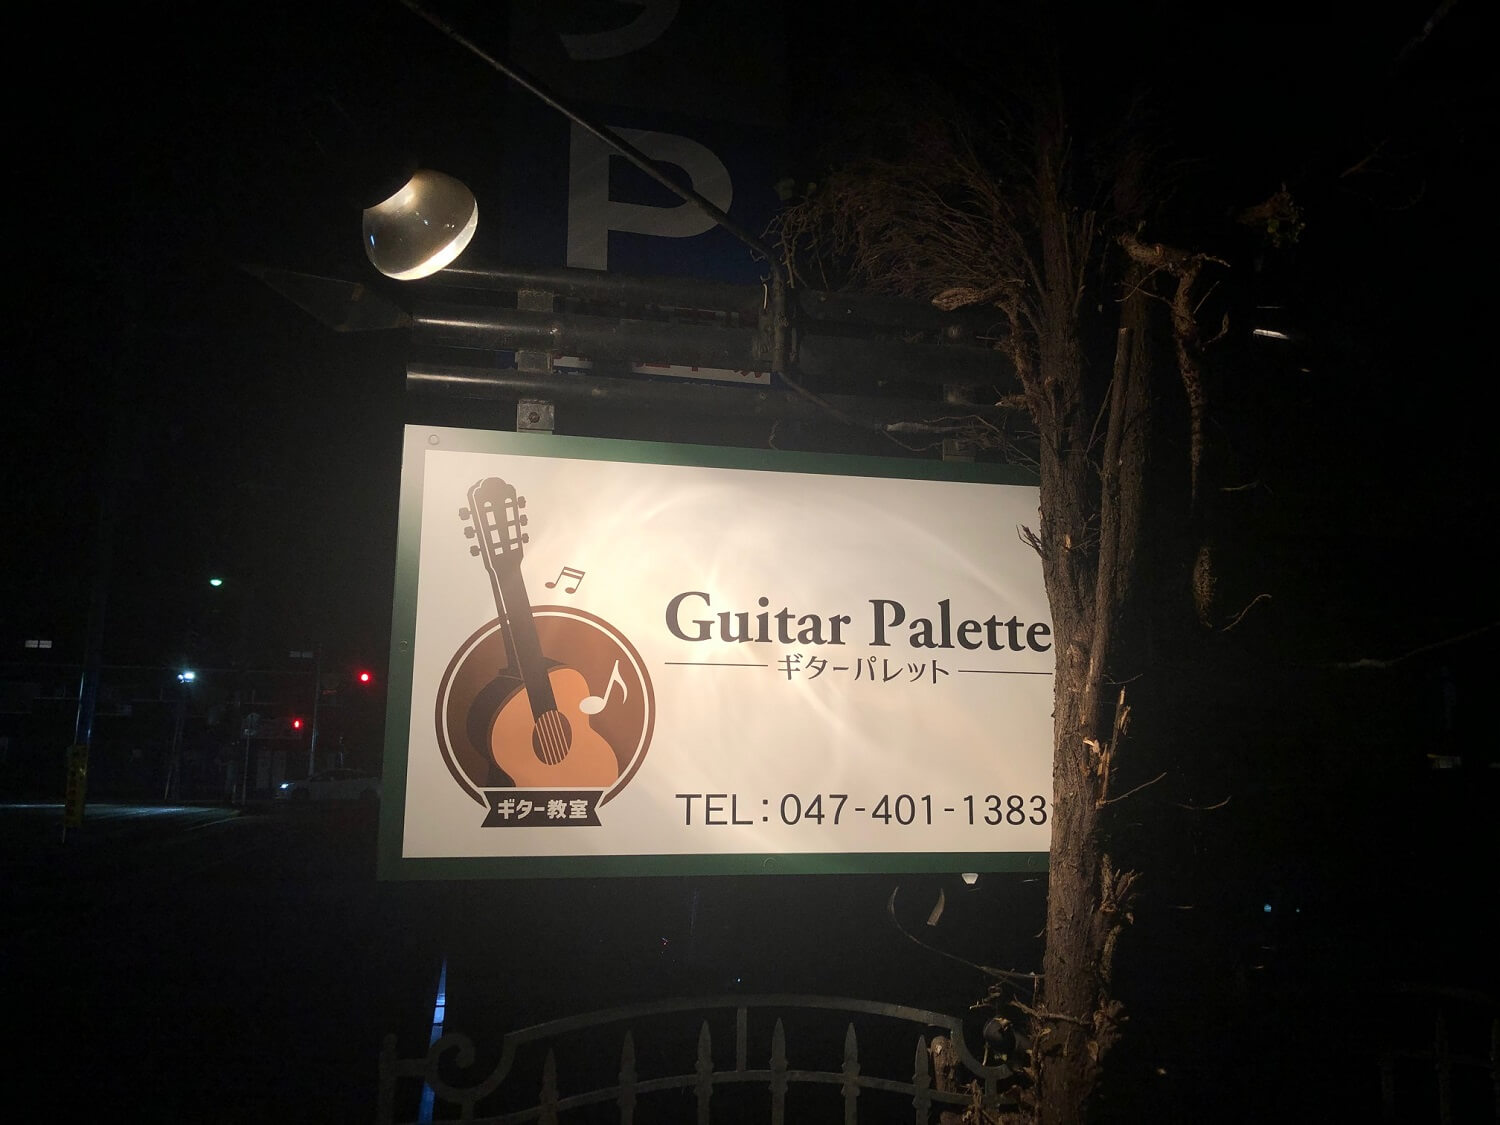 P
Guitar Palette
ギターパレット
ギター教室
TEL：047-401-1383